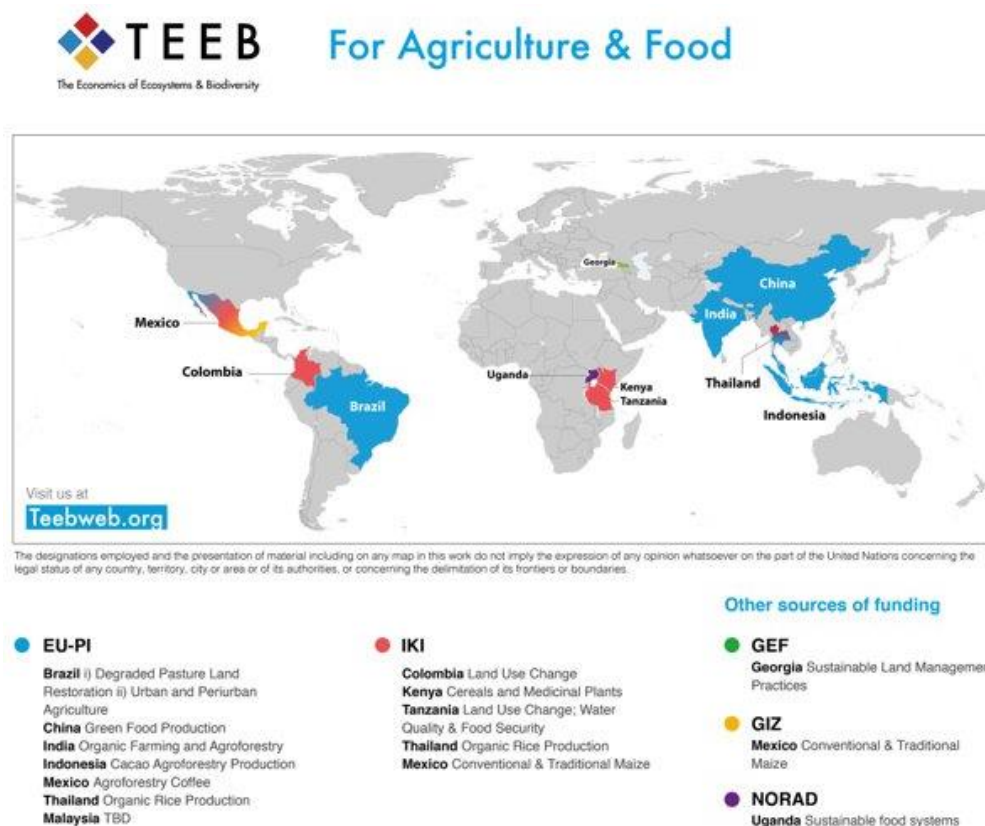 TEEB
The Economics of Ecosystems & Biodiversity
For Agriculture & Food
Georgia
China
India
Mexico
Colombia
Brazil
Uganda
Kenya
Tanzania
Thailand
Indonesia
Visit us at
Teebweb.org
The designations employed and the presentation of material including on any map in this work do not imply the expression of any opinion whatsoever on the part of the United Nations concerning the
legal status of any country, territory, city or area or of its authorities, or concerning the delimitation of its frontiers or boundaries.
EU-PI
Brazil i) Degraded Pasture Land
Restoration ii) Urban and Periurban
Agriculture
China Green Food Production
India Organic Farming and Agroforestry
Indonesia Cacao Agroforestry Production
Mexico Agroforestry Coffee
Thailand Organic Rice Production
Malaysia TBD
IKI
Colombia Land Use Change
Kenya Cereals and Medicinal Plants
Tanzania Land Use Change; Water
Quality & Food Security
Thailand Organic Rice Production
Mexico Conventional & Traditional Maize
Other sources of funding
GEF
Georgia Sustainable Land Managemen
Practices
GIZ
Mexico Conventional & Traditional
Maize
NORAD
Uganda Sustainable food systems